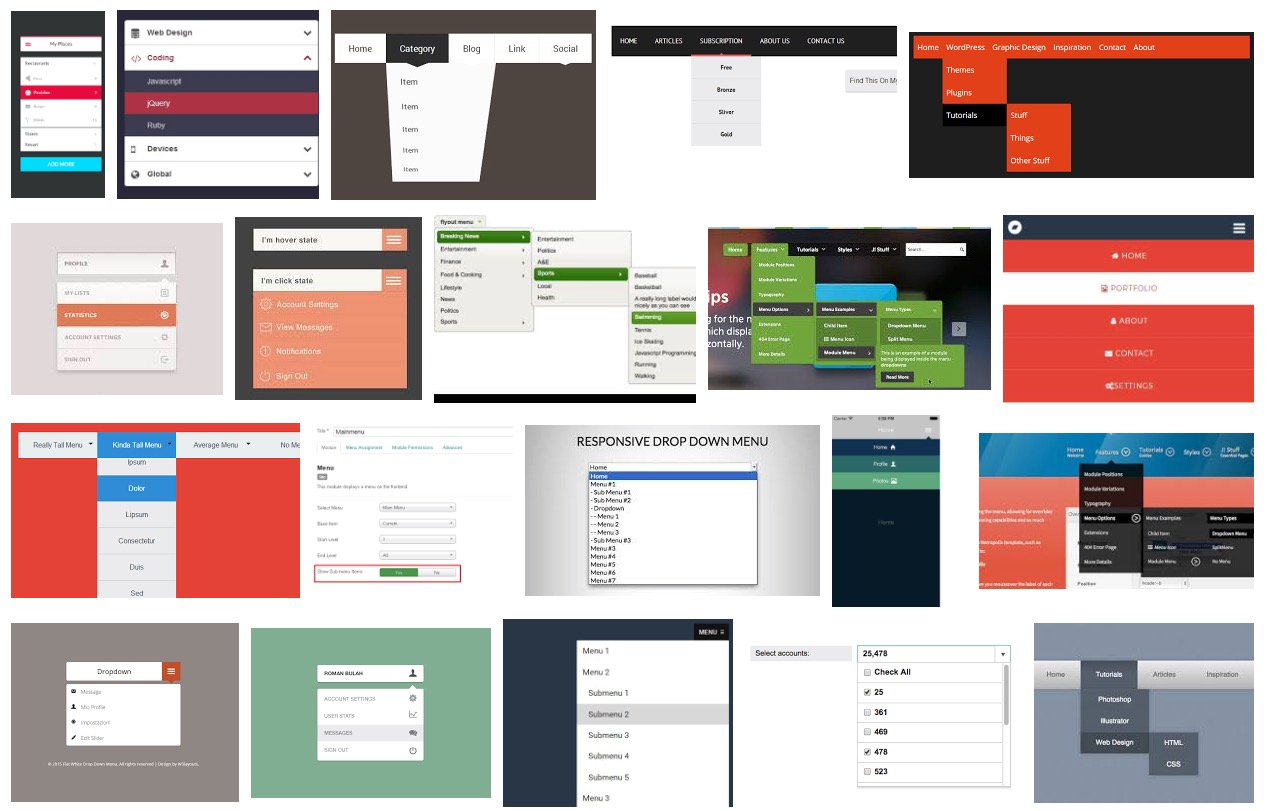 My Places
Restaurants
ADD MORE
Web Design
</> Coding
Javascript
jQuery
Ruby
Devices
Global
Home Category Blog Link Social
Item
Item
Item
Item
Item
HOME ARTICLES SUBSCRIPTION ABOUT US CONTACT US
Free
Bronze
Sliver
Gold
Find This On My
Home WordPress Graphic Design Inspiration Contact About
Themes
Plugins
Tutorials Stuff
Things
Other Stuff
PROFILE
MY LISTS
STATISTICS
ACCOUNT SETTINGS
SIGN OUT
I'm hover state
I'm click state
Account Settings
View Messages
Notifications
Sign Out
flyout menu
Breaking News
Entertainment
Finance
Food & Cooking
Lifestyle
News
Politics
Sports
Entertainment
Politics
A&E
Sports
Local
Health
Baseball
Basketball
A really long label would
nicely as you can see
Swimming
Tennis
Ice Skating
Javascript Programming
Running
Walking
Home Features Tutorials Styles J! Stuff Search...
Module Positions
Module Variations
Typography
Menu Options
Extensions
404 Error Page
More Details
Menu Examples
Child Item
Menu Icon
Module Menu
Menu Types
Dropdown Menu
Split Menu
This is an example of a module
being displayed inside the menu
dropdowns
Read More
ips
g for the n
hich displa
zontally.
HOME
PORTFOLIO
ABOUT
CONTACT
SETTINGS
Really Tall Menu Kinda Tall Menu Average Menu No Me
Ipsum
Dolor
Lipsum
Consectetur
Duis
Sed
Title * Mainmenu
Module Menu Assignment Module Permissions Advanced
Menu
Site
This module displays a menu on the frontend.
Select Menu Main Menu
Base Item Current
Start Level 1
End Level All
Show Sub-menu Items Yes No
RESPONSIVE DROP DOWN MENU
Home
Home
Menu #1
- Sub Menu #1
- Sub Menu #2
- Dropdown
- - Menu 1
- - Menu 2
- - Menu 3
- Sub Menu #3
Menu #3
Menu #4
Menu #5
Menu #6
Menu #7
Carrier
Home
Home
Profile
Photos
Home
Home Features Tutorials Styles J! Stuff
Module Positions
Module Variations
Typography
Menu Options
Extensions
404 Error Page
More Details
Menu Examples
Child Item
Menu Icon
Module Menu
Menu Types
Dropdown Menu
SplitMenu
No Menu
Position header-b
Dropdown
Message
Mio Profile
Impostazioni
Edit Slider
© 2015 Flat White Drop Down Menu. All rights reserved | Design by W3layouts.
ROMAN BULAH
ACCOUNT SETTINGS
USER STATS
MESSAGES
SIGN OUT
MENU
Menu 1
Menu 2
Submenu 1
Submenu 2
Submenu 3
Submenu 4
Submenu 5
Menu 3
Select accounts: 25,478
Check All
25
361
469
478
523
Home Tutorials Articles Inspiration
Photoshop
Illustrator
Web Design HTML
CSS